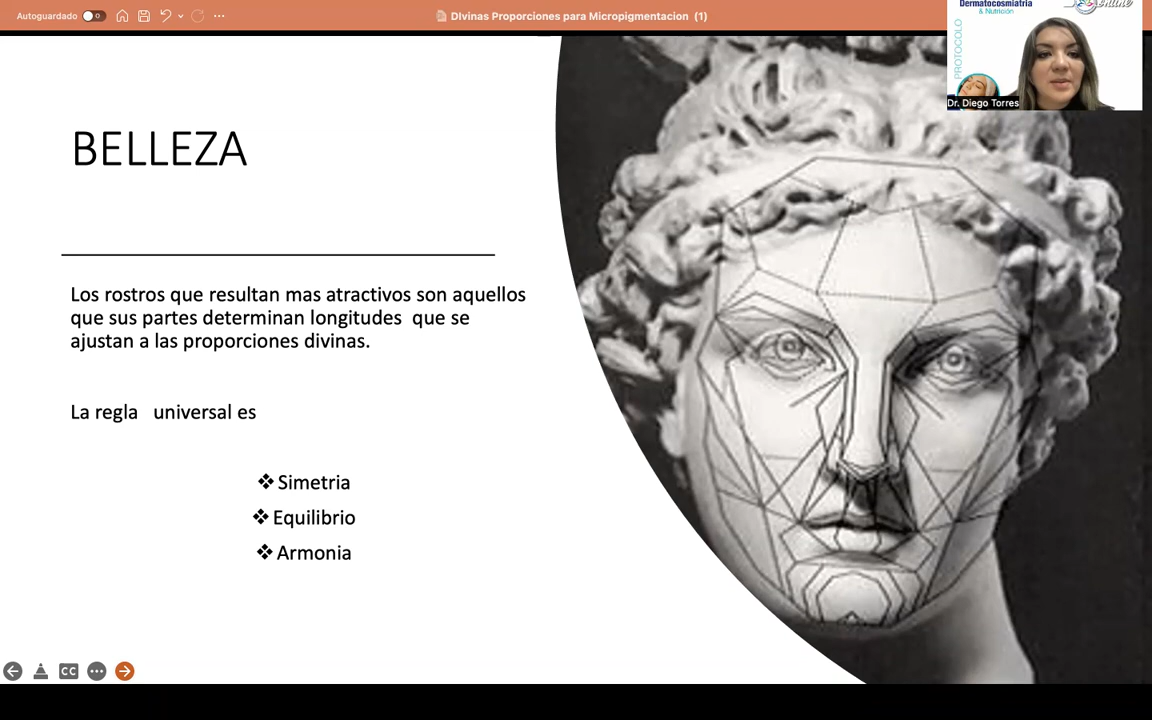 Autoguardado
DIvinas Proporciones para Micropigmentacion (1)
Dermatocosmiatria
& Nutrición
PROTOCOLO
online
Dr. Diego Torres
BELLEZA
Los rostros que resultan mas atractivos son aquellos
que sus partes determinan longitudes que se
ajustan a las proporciones divinas.
La regla universal es
❖ Simetria
❖ Equilibrio
❖ Armonia
CC